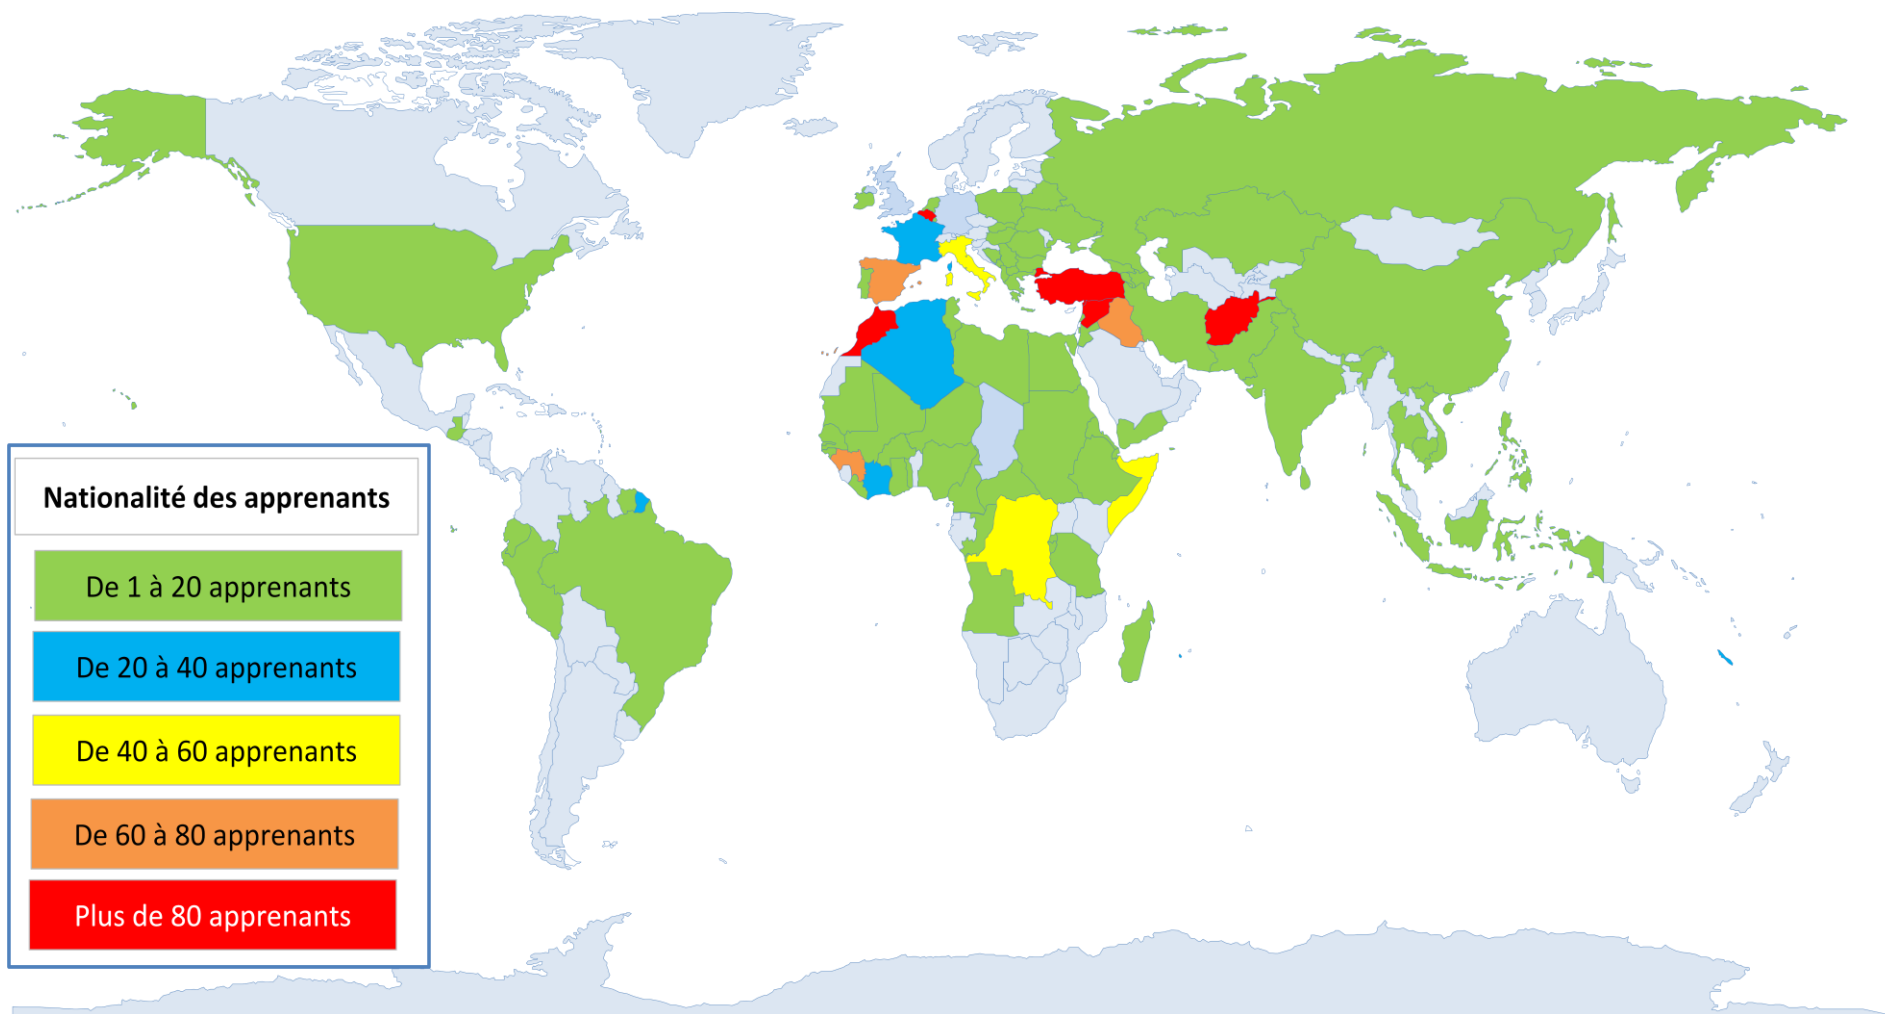 Nationalité des apprenants
De 1 à 20 apprenants
De 20 à 40 apprenants
De 40 à 60 apprenants
De 60 à 80 apprenants
Plus de 80 apprenants